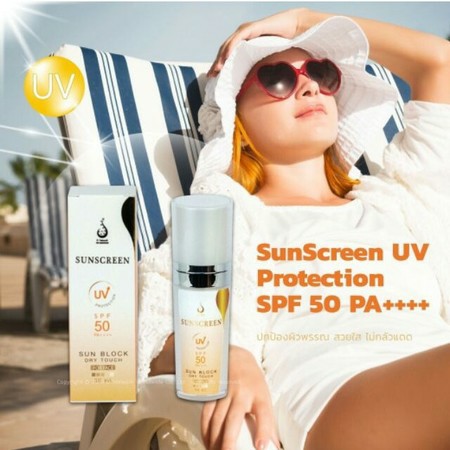 UV
SUNSCREEN
UV
SPF
50
SUN BLOCK
DRY TOUCH
SUNSCREEN
UV
SPF
50
SUN BLOCK
DRY TOUCH
SunScreen UV
Protection
SPF 50 PA++++
ปกป้องผิวพรรณ สวยใส ไม่กลัวแดด